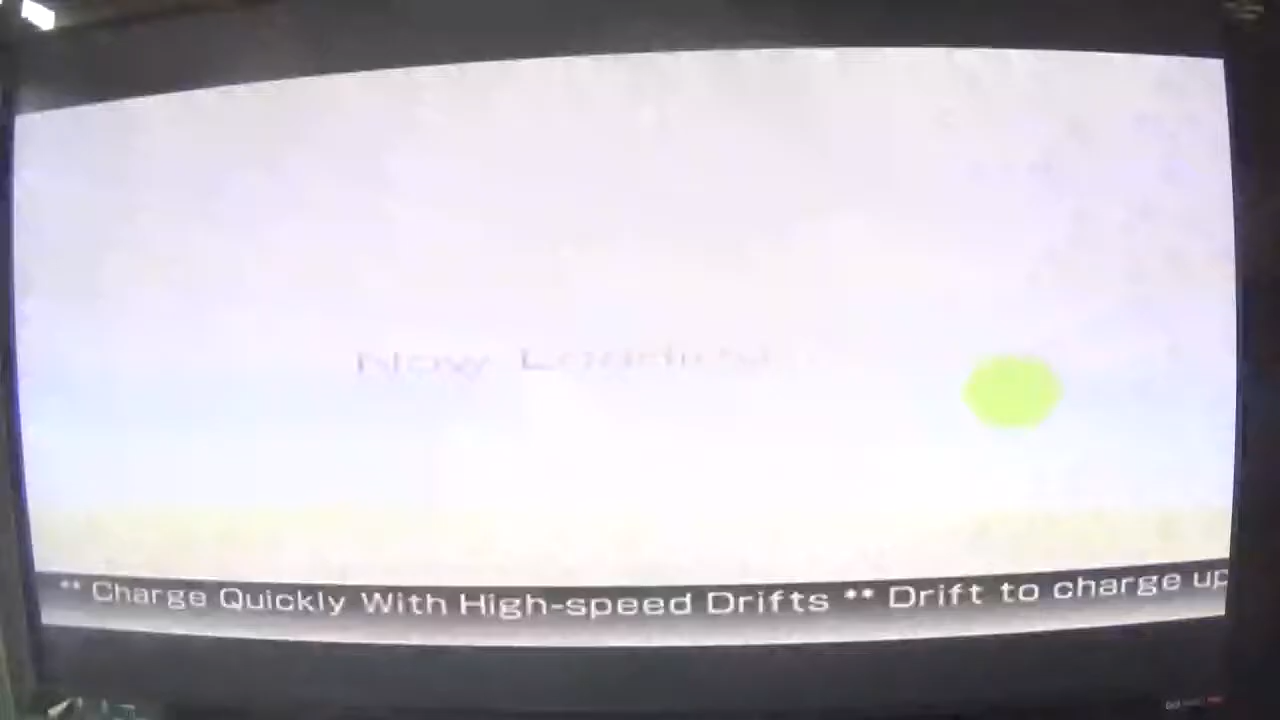 Now Loading
** Charge Quickly With High-speed Drifts ** Drift to charge up